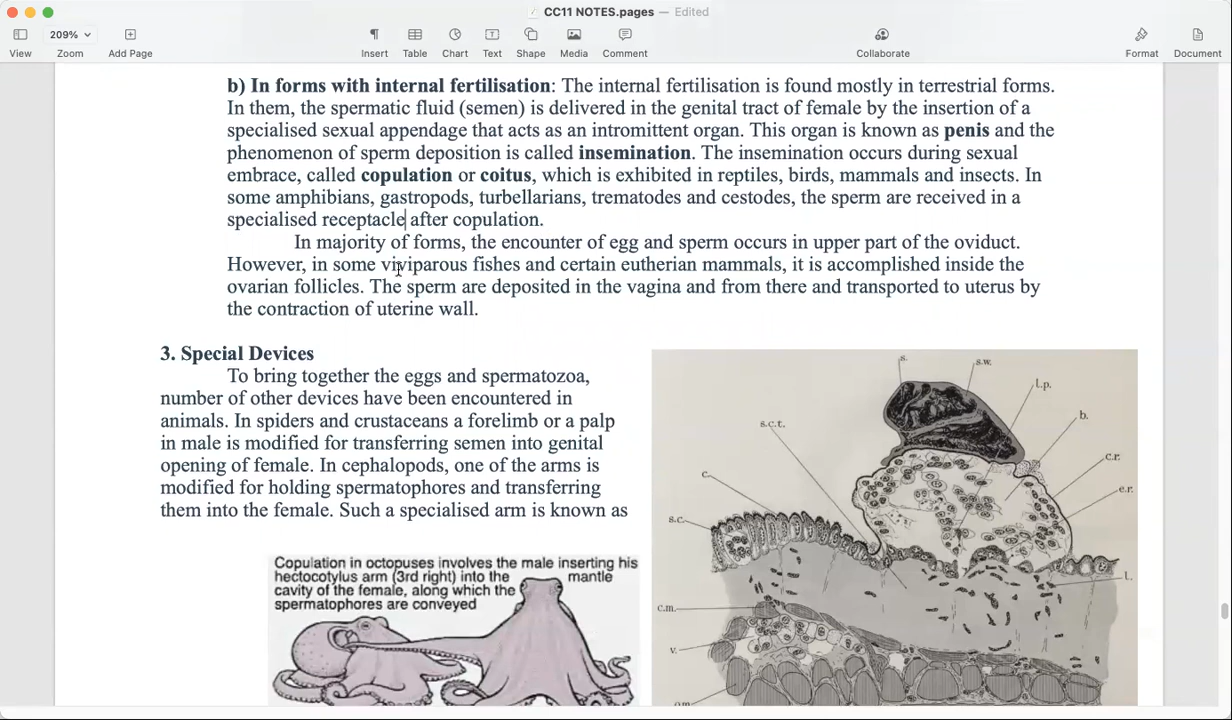 CC11 NOTES.pages — Edited
209%
View
Zoom
Add Page
Insert
Table
Chart
Text
Shape
Media
Comment
Collaborate
Format
Document
b) In forms with internal fertilisation: The internal fertilisation is found mostly in terrestrial forms.
In them, the spermatic fluid (semen) is delivered in the genital tract of female by the insertion of a
specialised sexual appendage that acts as an intromittent organ. This organ is known as penis and the
phenomenon of sperm deposition is called insemination. The insemination occurs during sexual
embrace, called copulation or coitus, which is exhibited in reptiles, birds, mammals and insects. In
some amphibians, gastropods, turbellarians, trematodes and cestodes, the sperm are received in a
specialised receptacle after copulation.
In majority of forms, the encounter of egg and sperm occurs in upper part of the oviduct.
However, in some viviparous fishes and certain eutherian mammals, it is accomplished inside the
ovarian follicles. The sperm are deposited in the vagina and from there and transported to uterus by
the contraction of uterine wall.
3. Special Devices
To bring together the eggs and spermatozoa,
number of other devices have been encountered in
animals. In spiders and crustaceans a forelimb or a palp
in male is modified for transferring semen into genital
opening of female. In cephalopods, one of the arms is
modified for holding spermatophores and transferring
them into the female. Such a specialised arm is known as
Copulation in octopuses involves the male inserting his
hectocotylus arm (3rd right) into the mantle
cavity of the female, along which the
spermatophores are conveyed
s.
s.w.
l.p.
b.
s.c.t.
c.r.
c.
e.r.
s.c.
l.
c.m.
v.